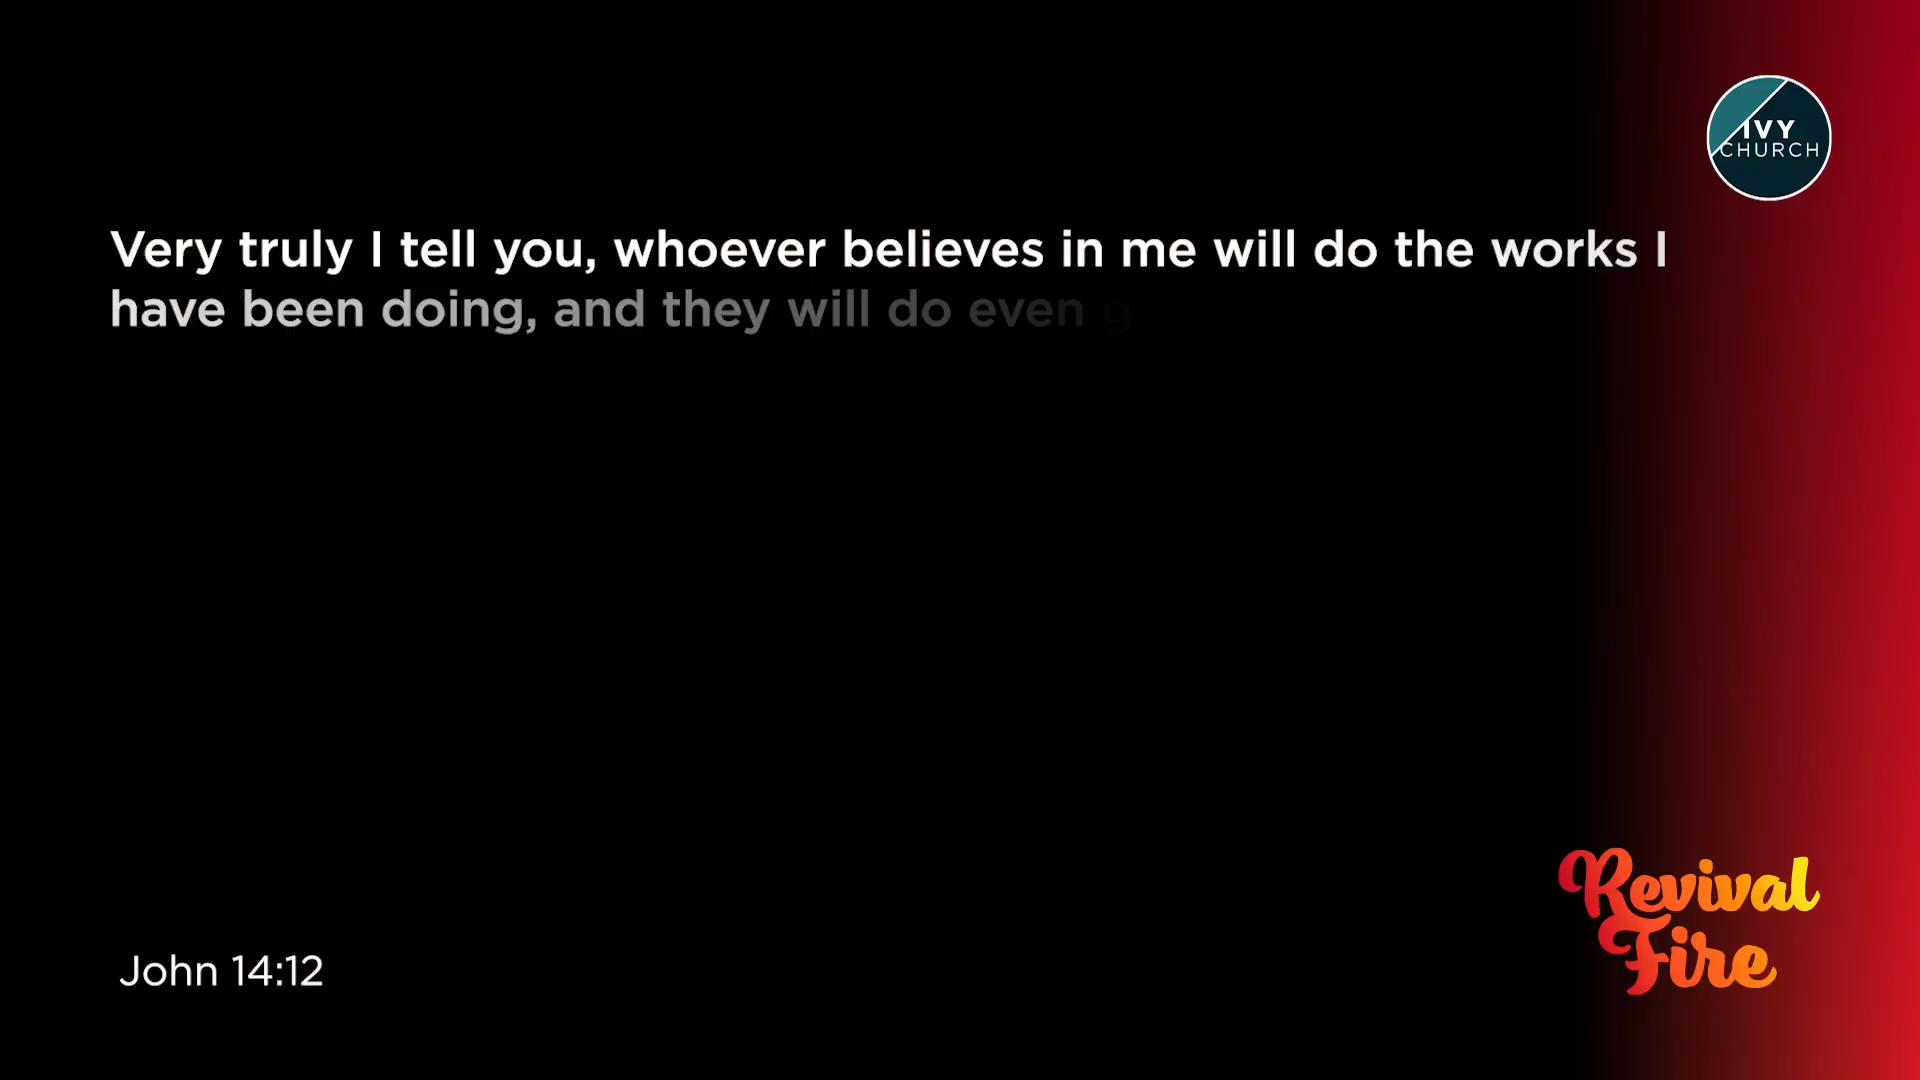 IVY
CHURCH
Very truly I tell you, whoever believes in me will do the works I
have been doing, and they will do even g
Revival
Fire
John 14:12